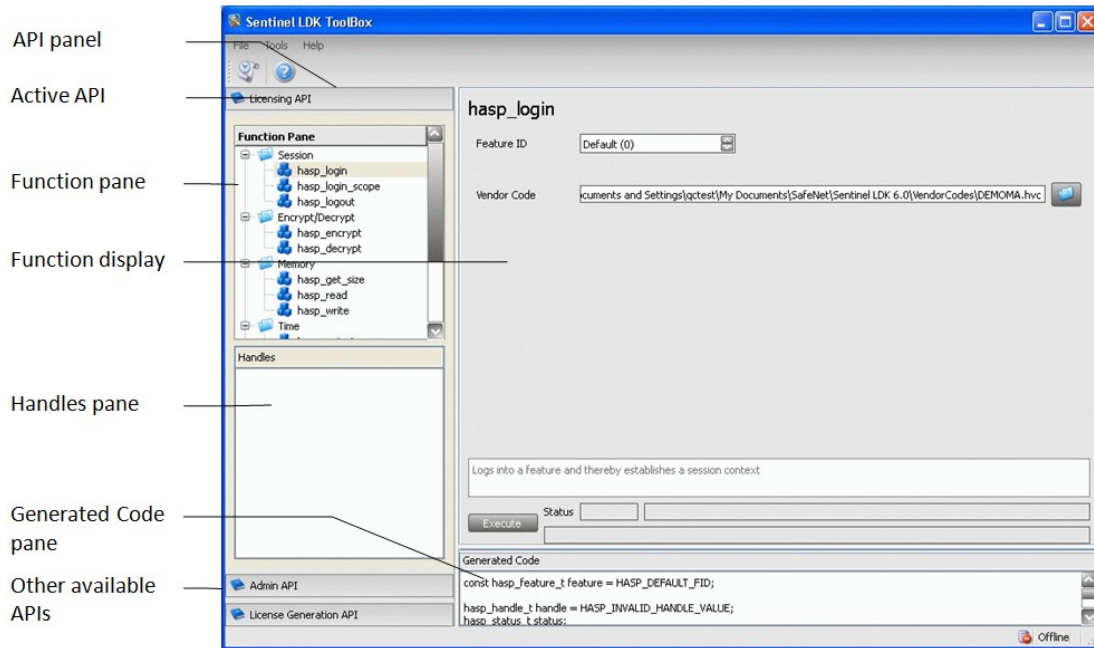 Sentinel LDK ToolBox
File Tools Help
API panel
Active API
Function pane
Function display
Handles pane
Generated Code
pane
Other available
APIs
Licensing API
Function Pane
Session
hasp_login
hasp_login_scope
hasp_logout
Encrypt/Decrypt
hasp_encrypt
hasp_decrypt
Memory
hasp_get_size
hasp_read
hasp_write
Time
Handles
Admin API
License Generation API
hasp_login
Feature ID
Default (0)
Vendor Code
cuments and Settings\qctest\My Documents\SafeNet\Sentinel LDK 6.0\VendorCodes\DEMOMA.hvc
Logs into a feature and thereby establishes a session context
Status
Execute
Generated Code
const hasp_feature_t feature = HASP_DEFAULT_FID;
hasp_handle_t handle = HASP_INVALID_HANDLE_VALUE;
hasp_status_t status;
Offline